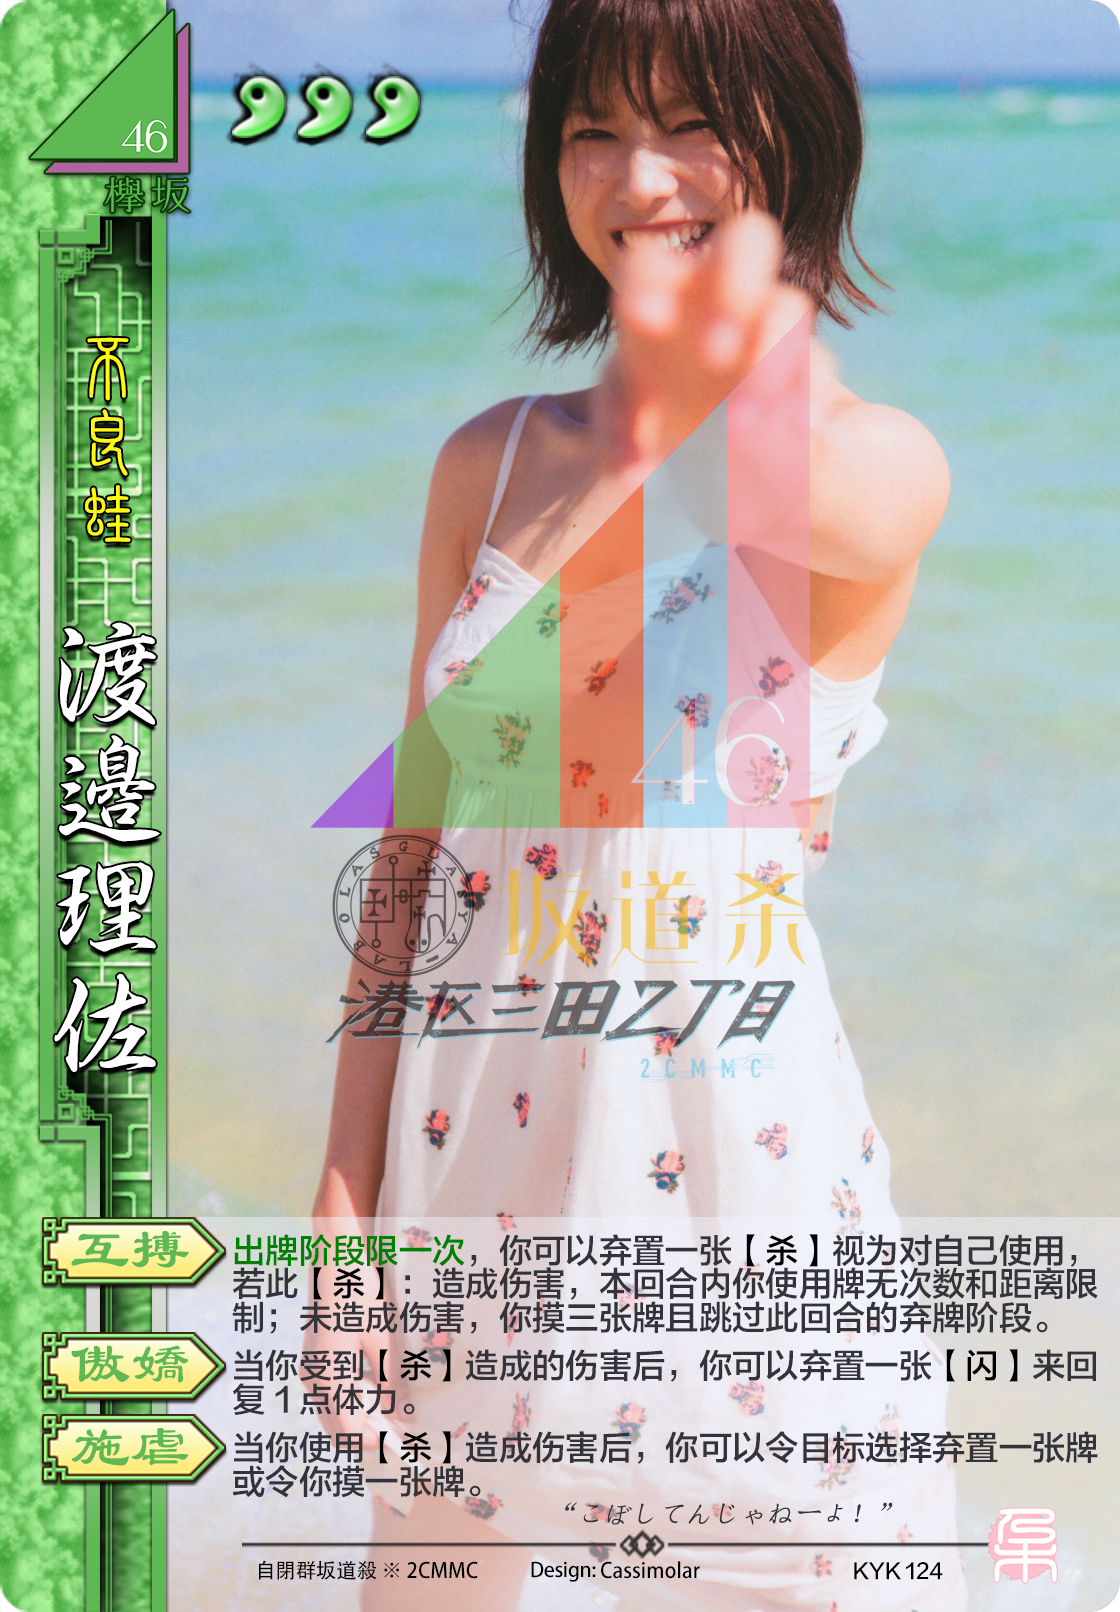 46
欅坂
不良蛙
渡邉理佐
46
GLASYALABOLAS
坂道杀
港区三田乙丁目
2CMMC
互搏
出牌阶段限一次，你可以弃置一张【杀】视为对自己使用，
若此【杀】：造成伤害，本回合内你使用牌无次数和距离限
制；未造成伤害，你摸三张牌且跳过此回合的弃牌阶段。
傲嬌
当你受到【杀】造成的伤害后，你可以弃置一张【闪】来回
复1点体力。
施虐
当你使用【杀】造成伤害后，你可以令目标选择弃置一张牌
或令你摸一张牌。
“こぼしてんじゃねーよ！”
自閉群坂道殺 ※ 2CMMC
Design: Cassimolar
KYK 124